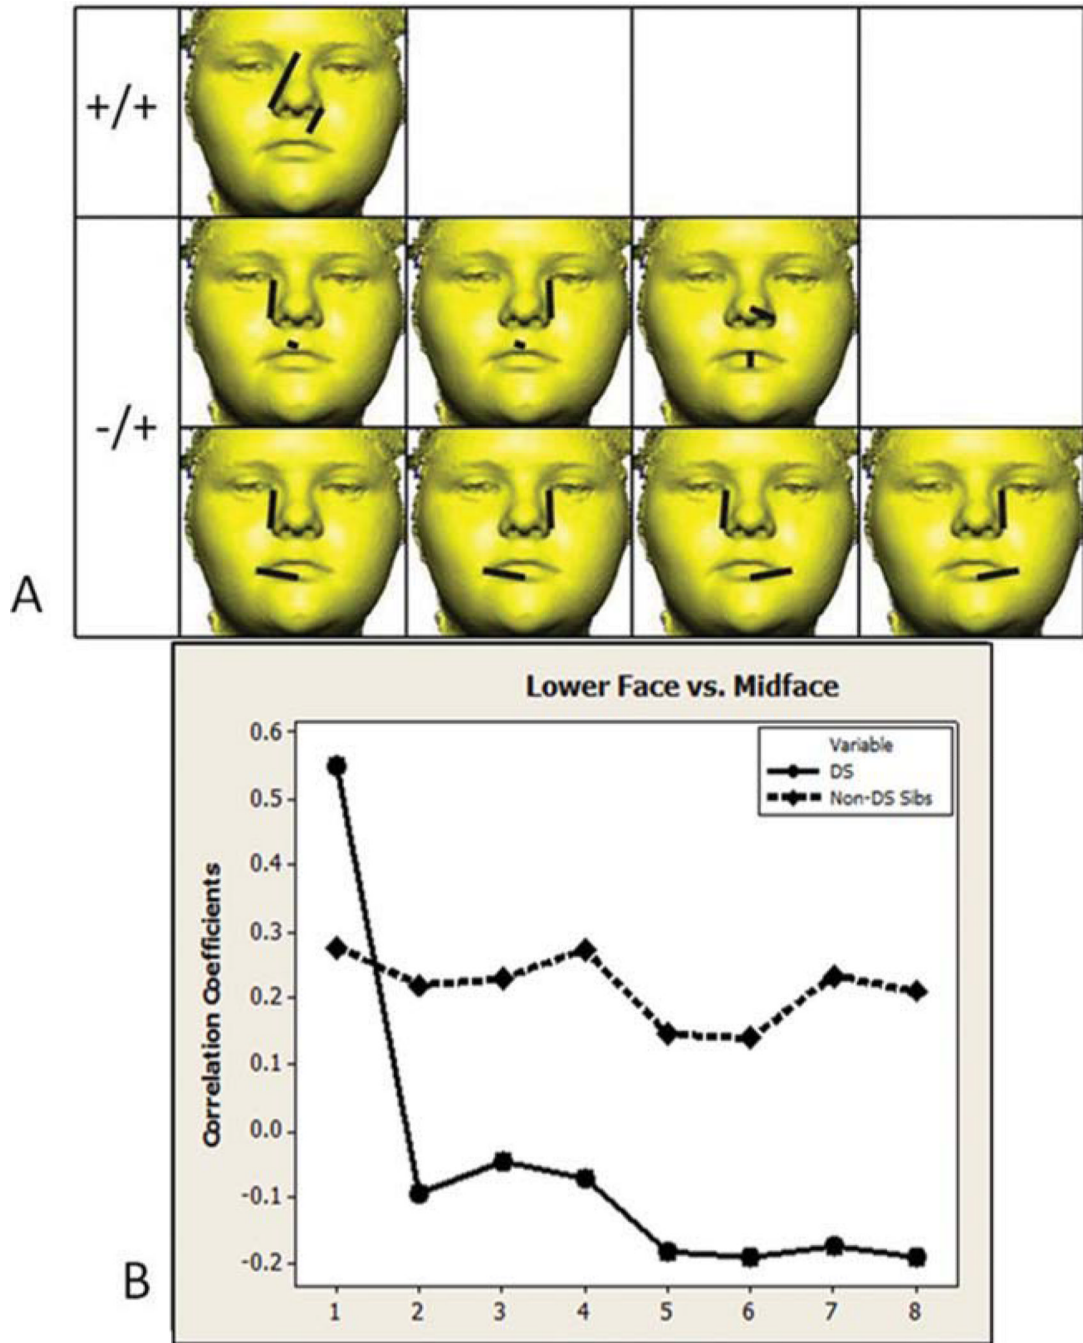 +/+
-/+
A
Lower Face vs. Midface
Variable
DS
Non-DS Sibs
Correlation Coefficients
0.6
0.5
0.4
0.3
0.2
0.1
0.0
-0.1
-0.2
1 2 3 4 5 6 7 8
B